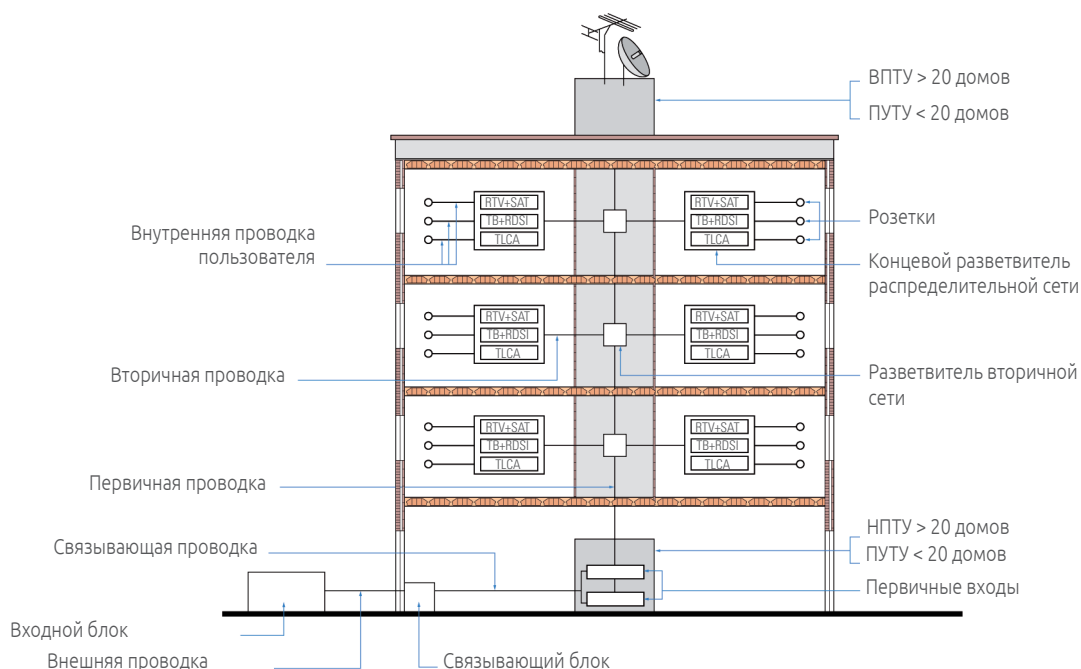 ВПТУ > 20 домов
ПУТУ < 20 домов
RTV+SAT
TB+RDSI
TLCA
RTV+SAT
TB+RDSI
TLCA
Розетки
Внутренняя проводка
пользователя
Концевой разветвитель
распределительной сети
RTV+SAT
TB+RDSI
TLCA
RTV+SAT
TB+RDSI
TLCA
Вторичная проводка
Разветвитель вторичной
сети
RTV+SAT
TB+RDSI
TLCA
RTV+SAT
TB+RDSI
TLCA
Первичная проводка
НПТУ > 20 домов
ПУТУ < 20 домов
Связывающая проводка
Первичные входы
Входной блок
Внешняя проводка
Связывающий блок